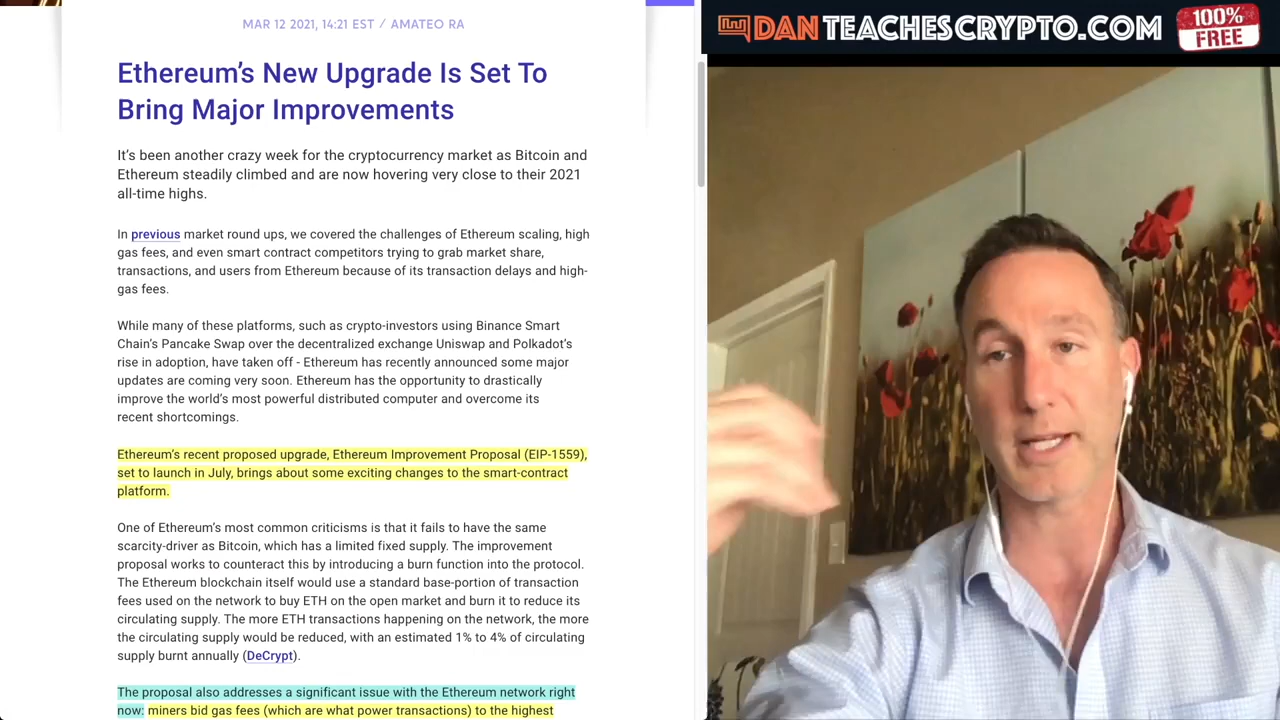 MAR 12 2021, 14:21 EST / AMATEO RA
Ethereum’s New Upgrade Is Set To
Bring Major Improvements
It’s been another crazy week for the cryptocurrency market as Bitcoin and
Ethereum steadily climbed and are now hovering very close to their 2021
all-time highs.
In previous market round ups, we covered the challenges of Ethereum scaling, high
gas fees, and even smart contract competitors trying to grab market share,
transactions, and users from Ethereum because of its transaction delays and high-
gas fees.
While many of these platforms, such as crypto-investors using Binance Smart
Chain’s Pancake Swap over the decentralized exchange Uniswap and Polkadot’s
rise in adoption, have taken off - Ethereum has recently announced some major
updates are coming very soon. Ethereum has the opportunity to drastically
improve the world’s most powerful distributed computer and overcome its
recent shortcomings.
Ethereum’s recent proposed upgrade, Ethereum Improvement Proposal (EIP-1559),
set to launch in July, brings about some exciting changes to the smart-contract
platform.
One of Ethereum’s most common criticisms is that it fails to have the same
scarcity-driver as Bitcoin, which has a limited fixed supply. The improvement
proposal works to counteract this by introducing a burn function into the protocol.
The Ethereum blockchain itself would use a standard base-portion of transaction
fees used on the network to buy ETH on the open market and burn it to reduce its
circulating supply. The more ETH transactions happening on the network, the more
the circulating supply would be reduced, with an estimated 1% to 4% of circulating
supply burnt annually (DeCrypt).
The proposal also addresses a significant issue with the Ethereum network right
now: miners bid gas fees (which are what power transactions) to the highest
DANTEACHESCRYPTO.COM
100%
FREE